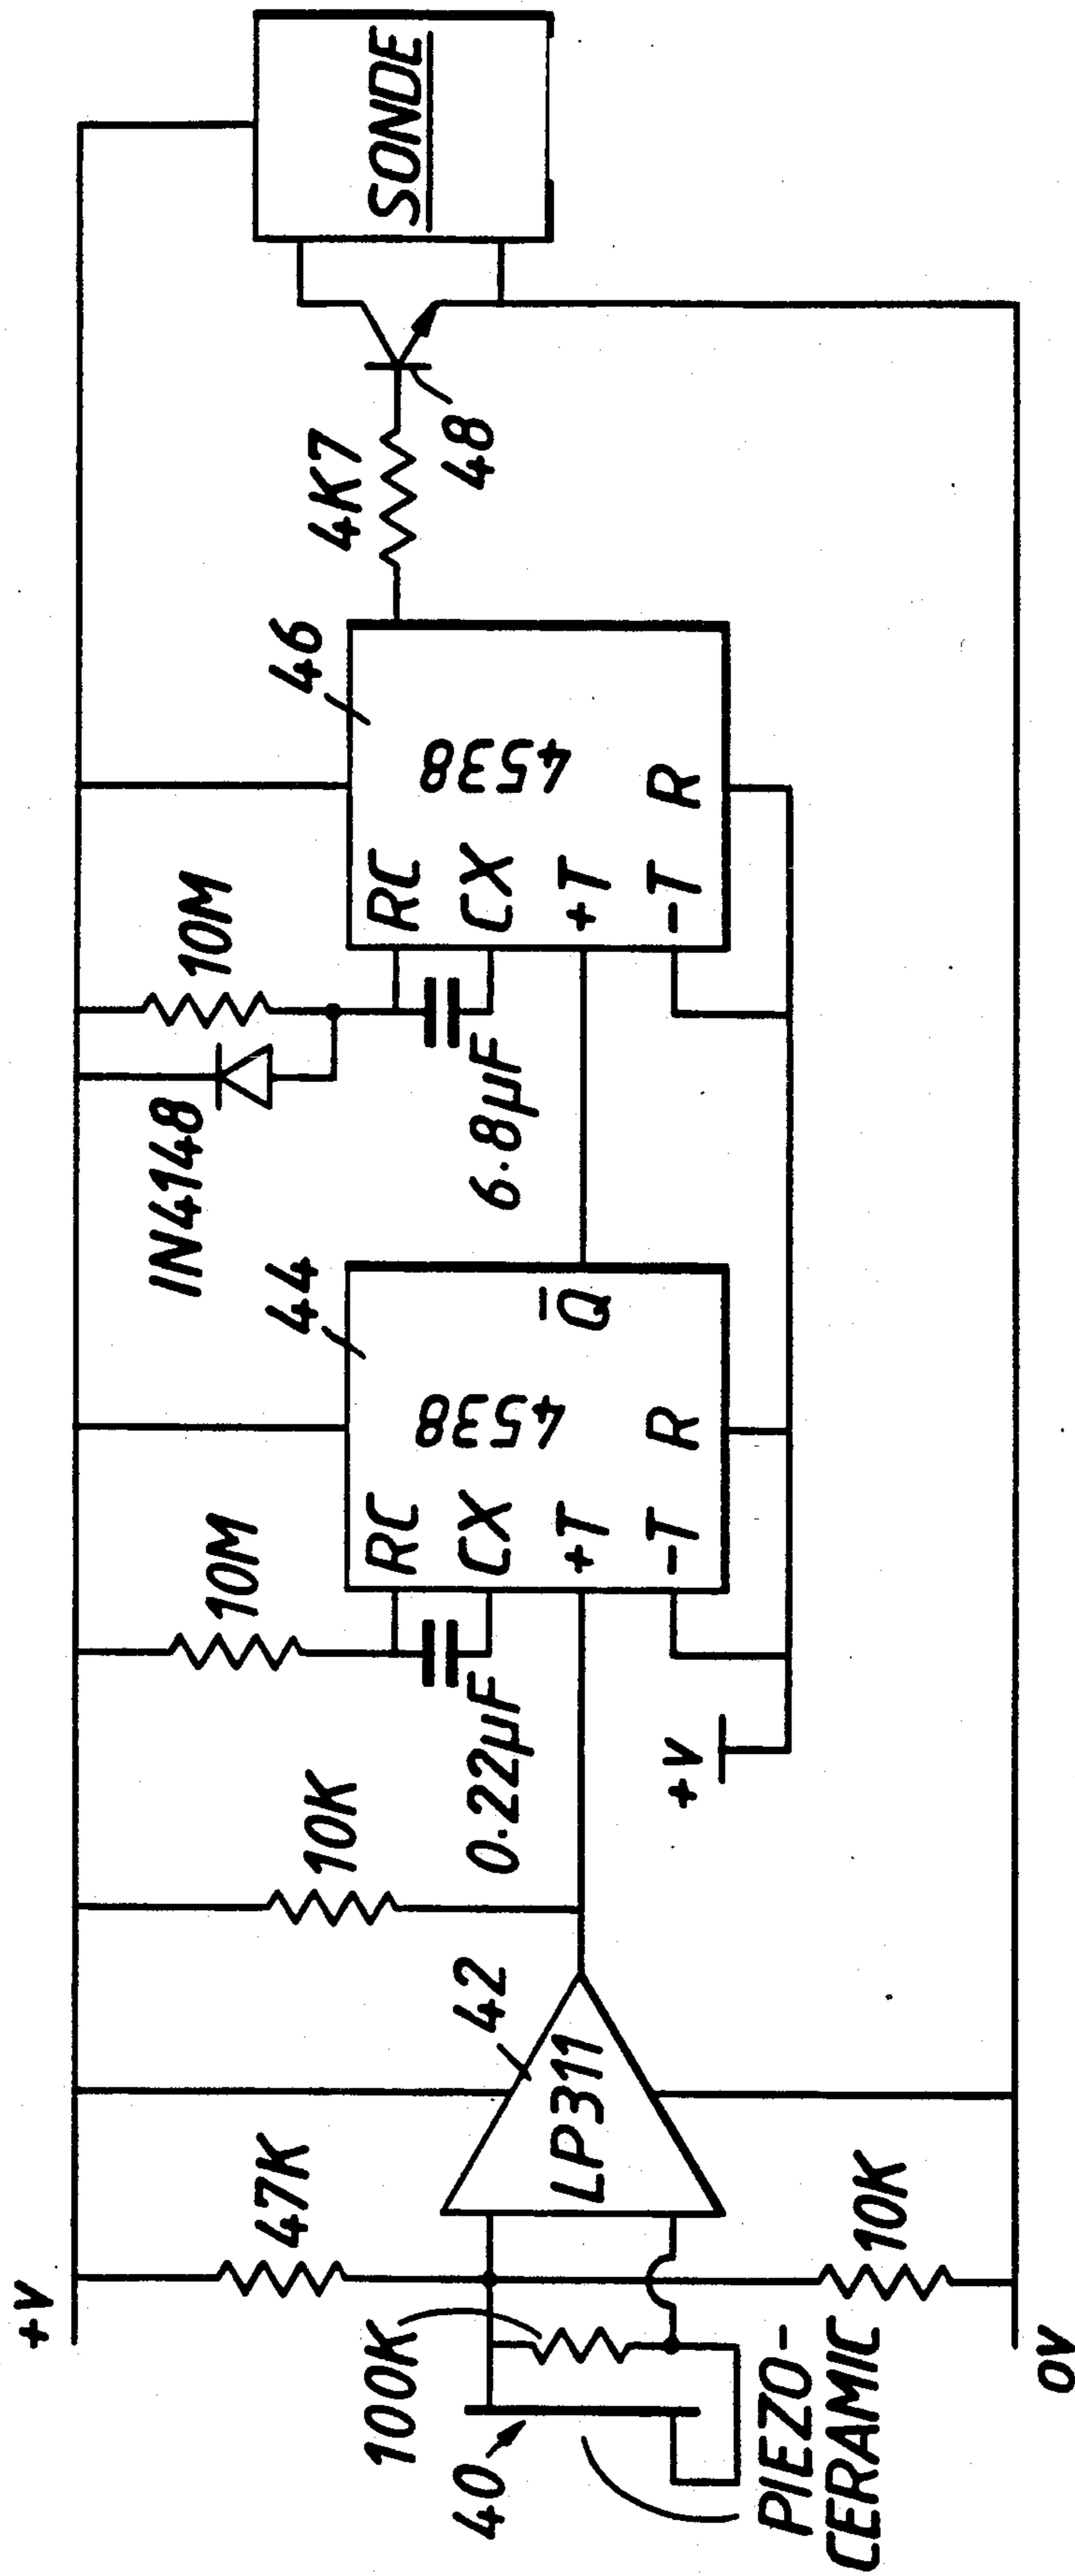 +V
47K
10K
10M
IN4148
10M
SONDE
100K
40
42
LP311
0.22µF
44
RC
CX
+T
-T
R
4538
Q̄
6.8µF
46
RC
CX
+T
-T
R
4538
4K7
48
+V
PIEZO-
CERAMIC
10K
0V